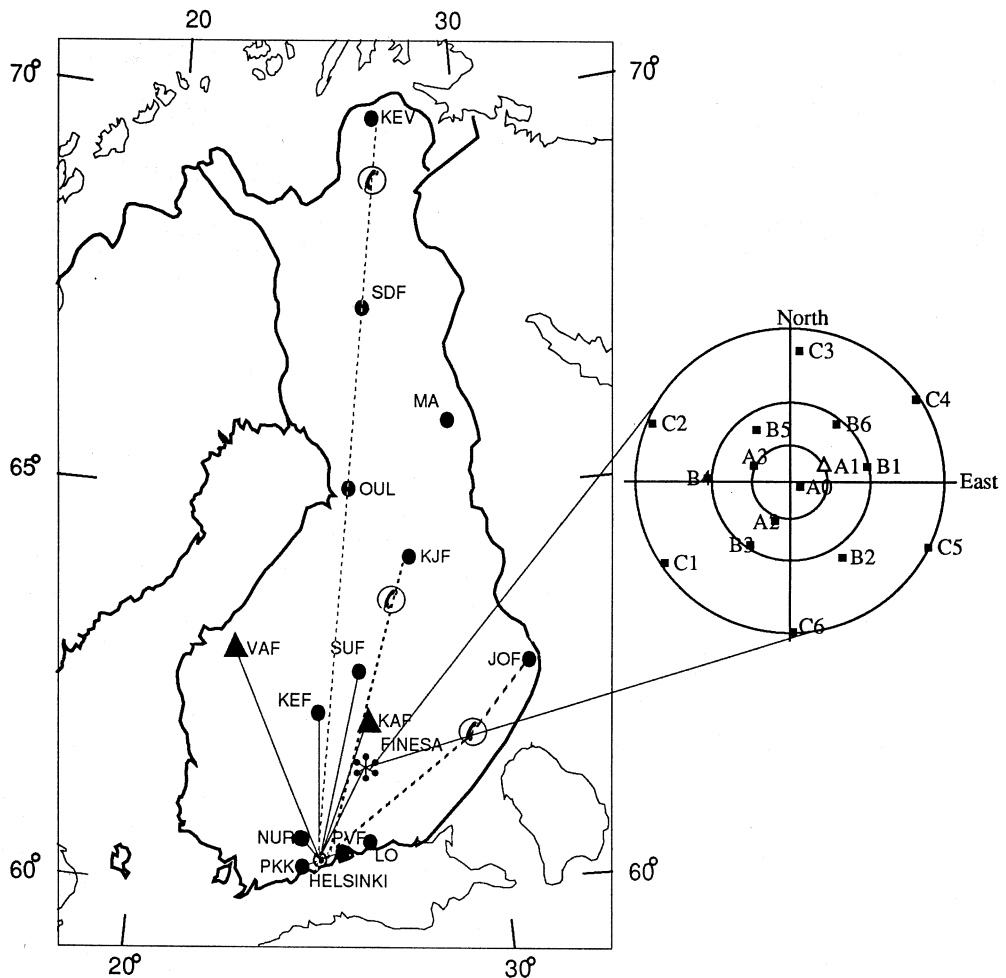 20 30
70° 70°
KEV
SDF
North
C3
MA
C4
C2
B5 B6
A3 A1 B1
65°
B4 East
OUL
A0
A2
B3 C5
KJF B2
C1
C6
VAF SUF JOF
KEF
KAF
FINESA
NUR PVF
LO
PKK
60° HELSINKI 60°
20° 30°